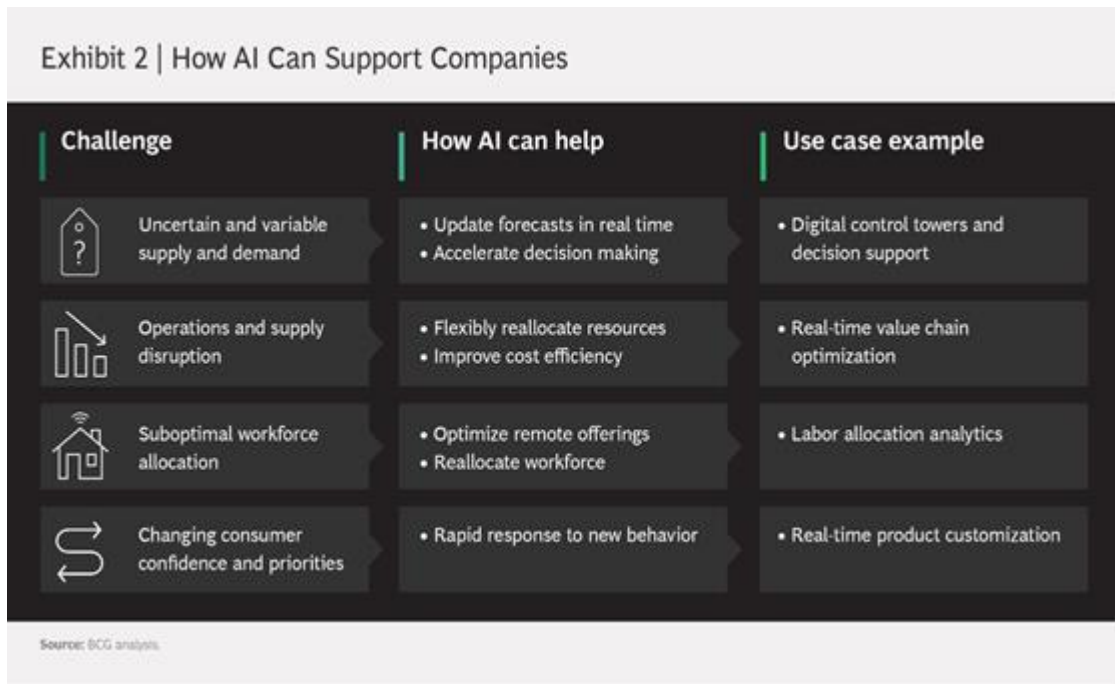 Exhibit 2 | How AI Can Support Companies
Challenge
How AI can help
Use case example
?
Uncertain and variable
supply and demand
• Update forecasts in real time
• Accelerate decision making
• Digital control towers and
decision support
Operations and supply
disruption
• Flexibly reallocate resources
• Improve cost efficiency
• Real-time value chain
optimization
Suboptimal workforce
allocation
• Optimize remote offerings
• Reallocate workforce
• Labor allocation analytics
Changing consumer
confidence and priorities
• Rapid response to new behavior
• Real-time product customization
Source: BCG analysis.